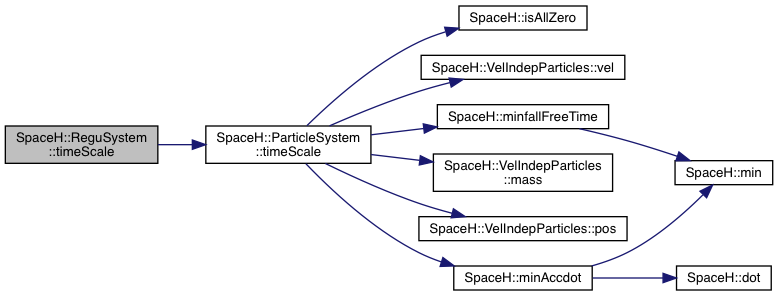 SpaceH::ReguSystem
::timeScale
SpaceH::ParticleSystem
::timeScale
SpaceH::isAllZero
SpaceH::VelIndepParticles::vel
SpaceH::minfallFreeTime
SpaceH::VelIndepParticles
::mass
SpaceH::VelIndepParticles::pos
SpaceH::minAccdot
SpaceH::min
SpaceH::dot